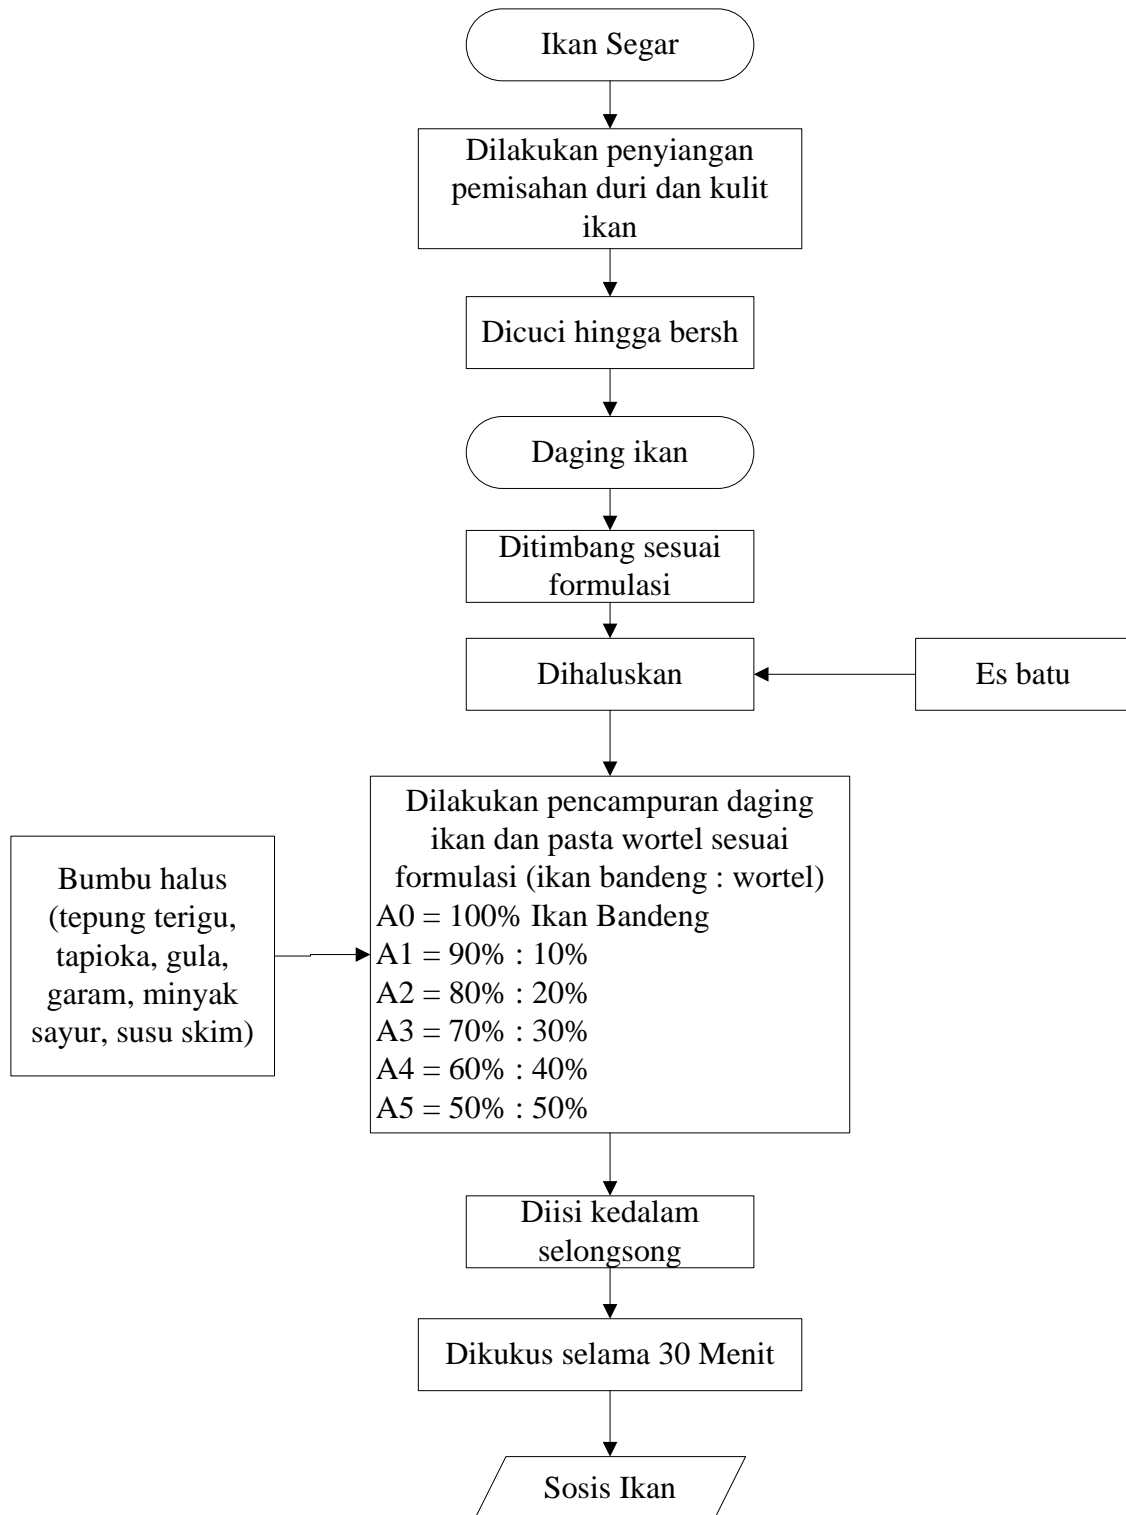 Ikan Segar
Dilakukan penyiangan
pemisahan duri dan kulit
ikan
Dicuci hingga bersh
Daging ikan
Ditimbang sesuai
formulasi
Dihaluskan
Es batu
Dilakukan pencampuran daging
ikan dan pasta wortel sesuai
formulasi (ikan bandeng : wortel)
A0 = 100% Ikan Bandeng
A1 = 90% : 10%
A2 = 80% : 20%
A3 = 70% : 30%
A4 = 60% : 40%
A5 = 50% : 50%
Bumbu halus
(tepung terigu,
tapioka, gula,
garam, minyak
sayur, susu skim)
Diisi kedalam
selongsong
Dikukus selama 30 Menit
Sosis Ikan